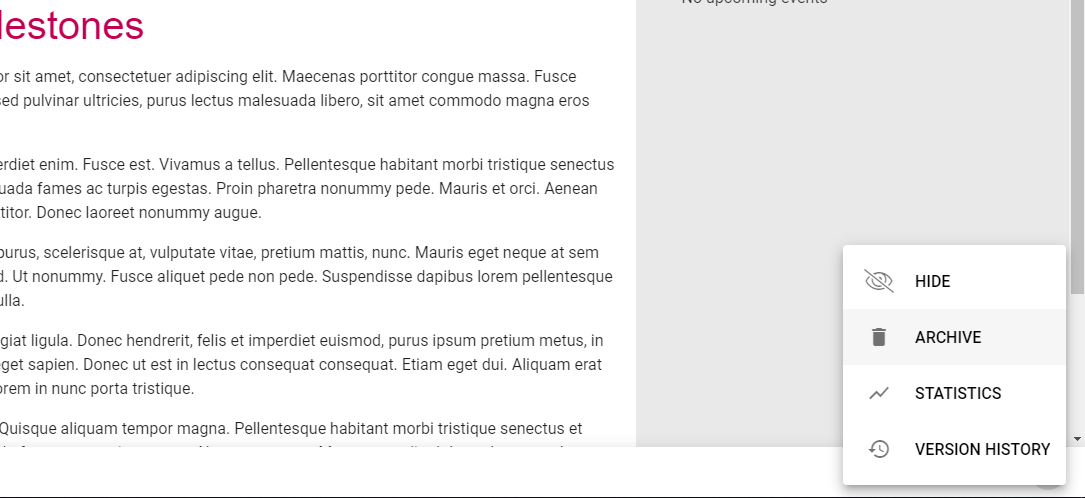 lestones
No upcoming events
or sit amet, consectetuer adipiscing elit. Maecenas porttitor congue massa. Fusce
sed pulvinar ultricies, purus lectus malesuada libero, sit amet commodo magna eros
erdiet enim. Fusce est. Vivamus a tellus. Pellentesque habitant morbi tristique senectus
uada fames ac turpis egestas. Proin pharetra nonummy pede. Mauris et orci. Aenean
ttitor. Donec laoreet nonummy augue.
purus, scelerisque at, vulputate vitae, pretium mattis, nunc. Mauris eget neque at sem
d. Ut nonummy. Fusce aliquet pede non pede. Suspendisse dapibus lorem pellentesque
ulla.
giat ligula. Donec hendrerit, felis et imperdiet euismod, purus ipsum pretium metus, in
eget sapien. Donec ut est in lectus consequat consequat. Etiam eget dui. Aliquam erat
orem in nunc porta tristique.
Quisque aliquam tempor magna. Pellentesque habitant morbi tristique senectus et
HIDE
ARCHIVE
STATISTICS
VERSION HISTORY